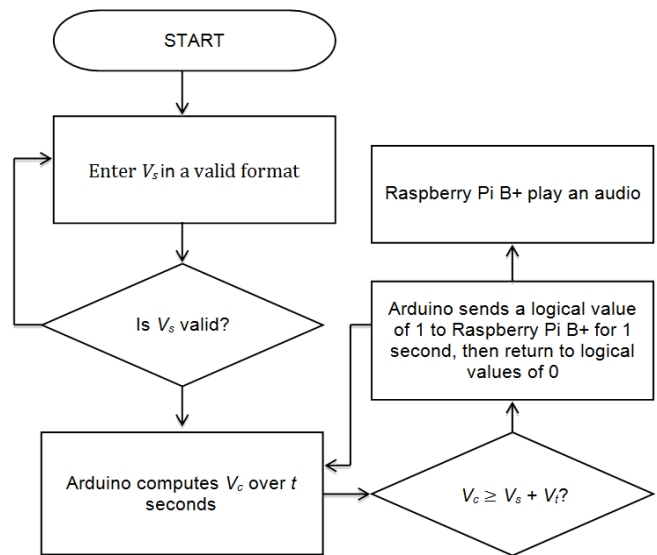 START
Enter Vs in a valid format
Is Vs valid?
Arduino computes Vc over t
seconds
Vc ≥ Vs + Vt?
Arduino sends a logical value
of 1 to Raspberry Pi B+ for 1
second, then return to logical
values of 0
Raspberry Pi B+ play an audio